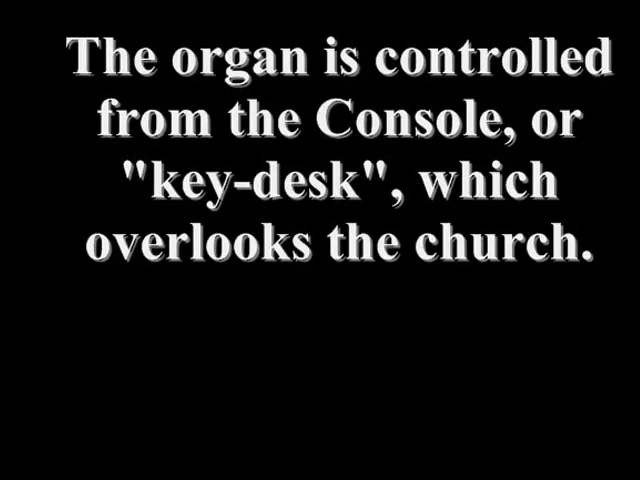 The organ is controlled
from the Console, or
"key-desk", which
overlooks the church.